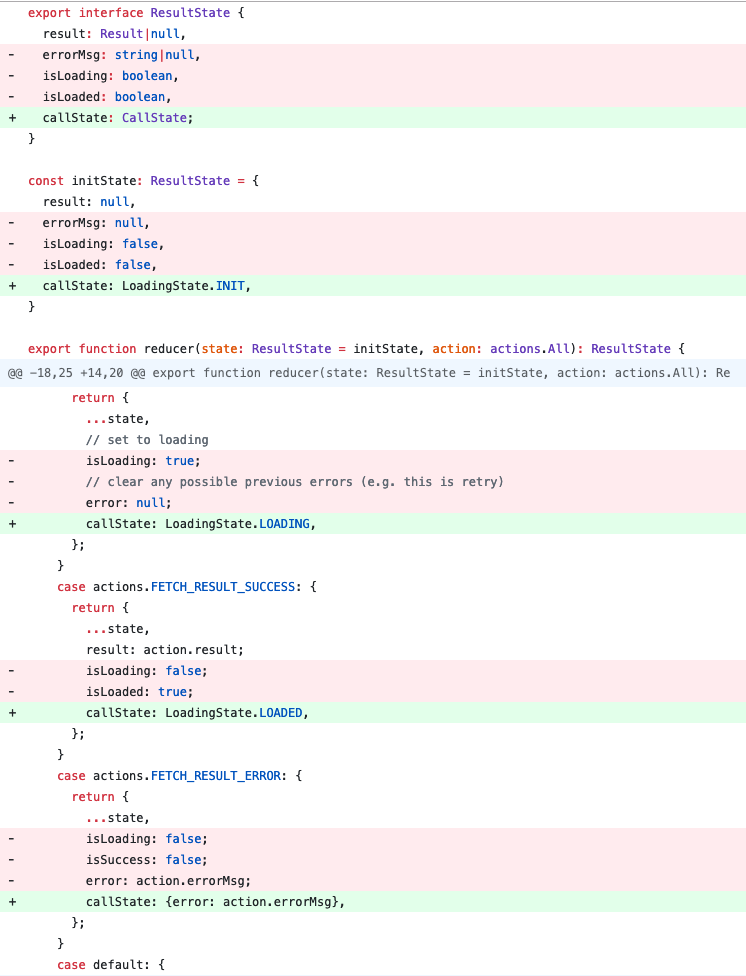 export interface ResultState {
result: Result|null,
- errorMsg: string|null,
- isLoading: boolean,
- isLoaded: boolean,
+ callState: CallState;
}
const initState: ResultState = {
result: null,
- errorMsg: null,
- isLoading: false,
- isLoaded: false,
+ callState: LoadingState.INIT,
}
export function reducer(state: ResultState = initState, action: actions.All): ResultState {
@@ -18,25 +14,20 @@ export function reducer(state: ResultState = initState, action: actions.All): Re
return {
...state,
// set to loading
- isLoading: true;
- // clear any possible previous errors (e.g. this is retry)
- error: null;
+ callState: LoadingState.LOADING,
};
}
case actions.FETCH_RESULT_SUCCESS: {
return {
...state,
result: action.result;
- isLoading: false;
- isLoaded: true;
+ callState: LoadingState.LOADED,
};
}
case actions.FETCH_RESULT_ERROR: {
return {
...state,
- isLoading: false;
- isSuccess: false;
- error: action.errorMsg;
+ callState: {error: action.errorMsg},
};
}
case default: {